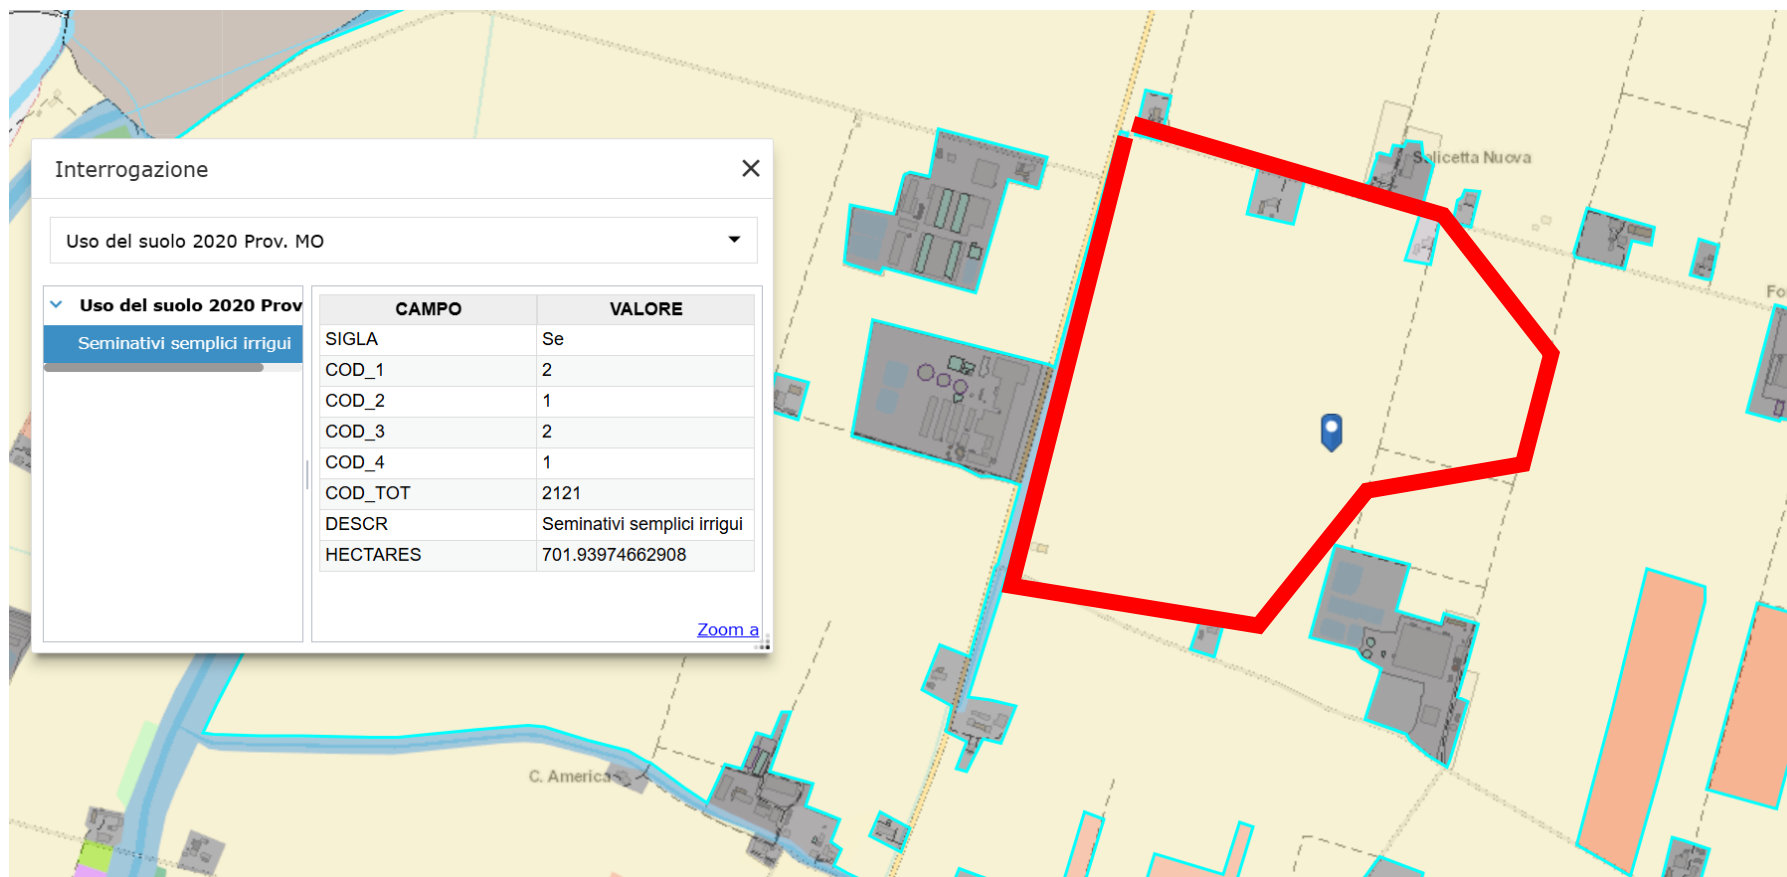 Interrogazione
Uso del suolo 2020 Prov. MO
Uso del suolo 2020 Prov
Seminativi semplici irrigui
CAMPO VALORE
SIGLA Se
COD_1 2
COD_2 1
COD_3 2
COD_4 1
COD_TOT 2121
DESCR Seminativi semplici irrigui
HECTARES 701.93974662908
Zoom a
Salicetta Nuova
Fo
C. America